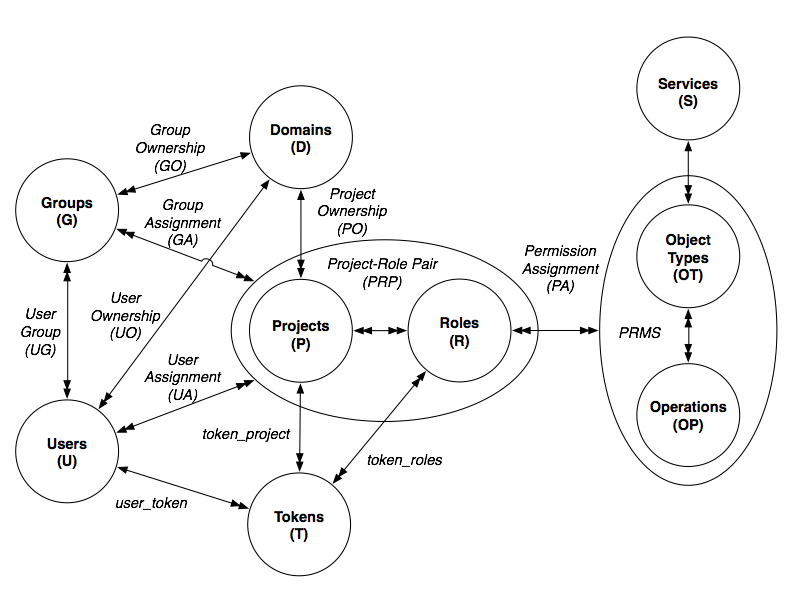 Services
(S)
Domains
(D)
Group
Ownership
(GO)
Groups
(G)
Group
Assignment
(GA)
Project
Ownership
(PO)
Object
Types
(OT)
Permission
Assignment
(PA)
Project-Role Pair
(PRP)
User
Group
(UG)
User
Ownership
(UO)
Projects
(P)
Roles
(R)
PRMS
User
Assignment
(UA)
Operations
(OP)
Users
(U)
token_project
token_roles
user_token
Tokens
(T)